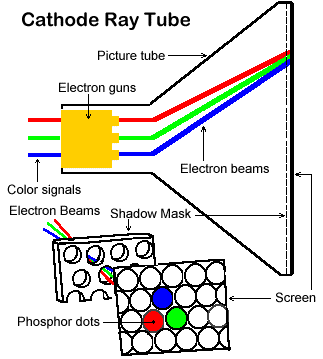 Cathode Ray Tube
Picture tube
Electron guns
Electron beams
Color signals
Electron Beams
Shadow Mask
Screen
Phosphor dots